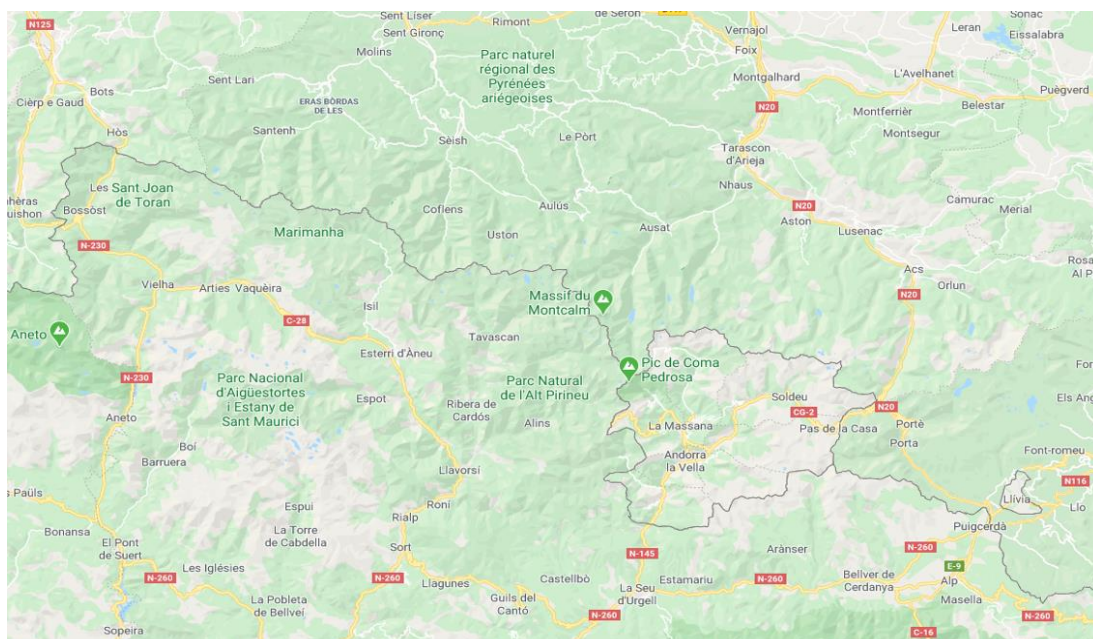 N125
Sent Liser
Rimont
de Seron
Sonac
Leran
Eissalabra
Vernajol
Sent Gironç
Foix
Molins
Parc naturel
régional des
Pyrénées
ariégeoises
Sent Lari
Montgalhard
L'Avelhanet
Puègverd
Cièrp e Gaud
Bots
ERAS BÒRDAS
DE LES
N20
Montferrièr
Belestar
Hòs
Santenh
Sèish
Le Pòrt
Montsegur
Tarascon
d'Arieja
Les
Sant Joan
de Toran
Nhaus
uishon
Bossòst
Coflens
Aulús
N20
Camurac
Merial
Marimanha
Uston
Ausat
Aston
Lusenac
N-230
Acs
Orlun
Vielha
Arties
Vaquèira
Isil
Massif du
Montcalm
N20
C-28
Aneto
Tavascan
Esterri d'Àneu
Pic de Coma
Pedrosa
N-230
Parc Nacional
d'Aigüestortes
i Estany de
Sant Maurici
Espot
Ribera de
Cardós
Parc Natural
de l'Alt Pirineu
Soldeu
N20
CG-2
Aneto
Alins
La Massana
Pas de la Casa
Portè
Porta
Boí
Barruera
Andorra
la Vella
Font-romeu
Llavorsí
N116
Llívia
Llo
Paüls
Espui
Roní
Rialp
Bonansa
La Torre
de Cabdella
Puigcerdà
El Pont
de Suert
Sort
N-145
Arànser
N-260
Les Iglésies
E-9
N-260
N-260
Llagunes
Castellbò
Estamariu
N-260
Bellver de
Cerdanya
Alp
La Pobleta
de Bellveí
Guils del
Cantó
La Seu
d'Urgell
Masella
N-260
N-260
Sopeira
C-16